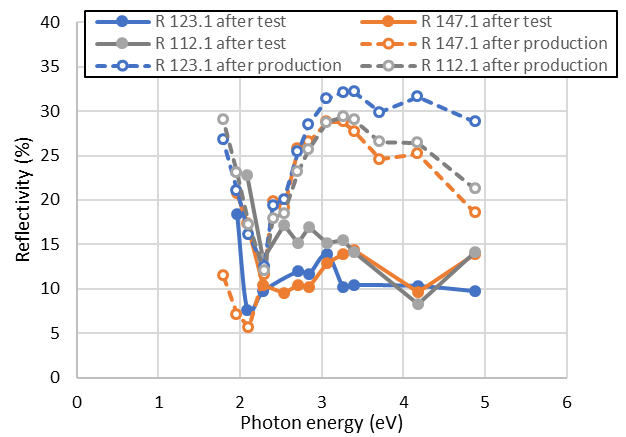 40
R 123.1 after test
R 147.1 after test
R 112.1 after test
R 147.1 after production
R 123.1 after production
R 112.1 after production
35
30
25
20
15
10
5
0
Reflectivity (%)
0 1 2 3 4 5 6
Photon energy (eV)